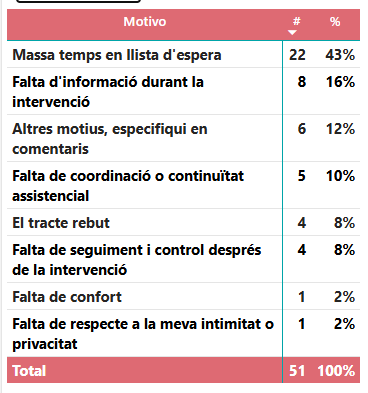 Motivo # %
Massa temps en llista d'espera 22 43%
Falta d'informació durant la
intervenció 8 16%
Altres motius, especifiqui en
comentaris 6 12%
Falta de coordinació o continuïtat
assistencial 5 10%
El tracte rebut 4 8%
Falta de seguiment i control després
de la intervenció 4 8%
Falta de confort 1 2%
Falta de respecte a la meva intimitat o
privacitat 1 2%
Total 51 100%